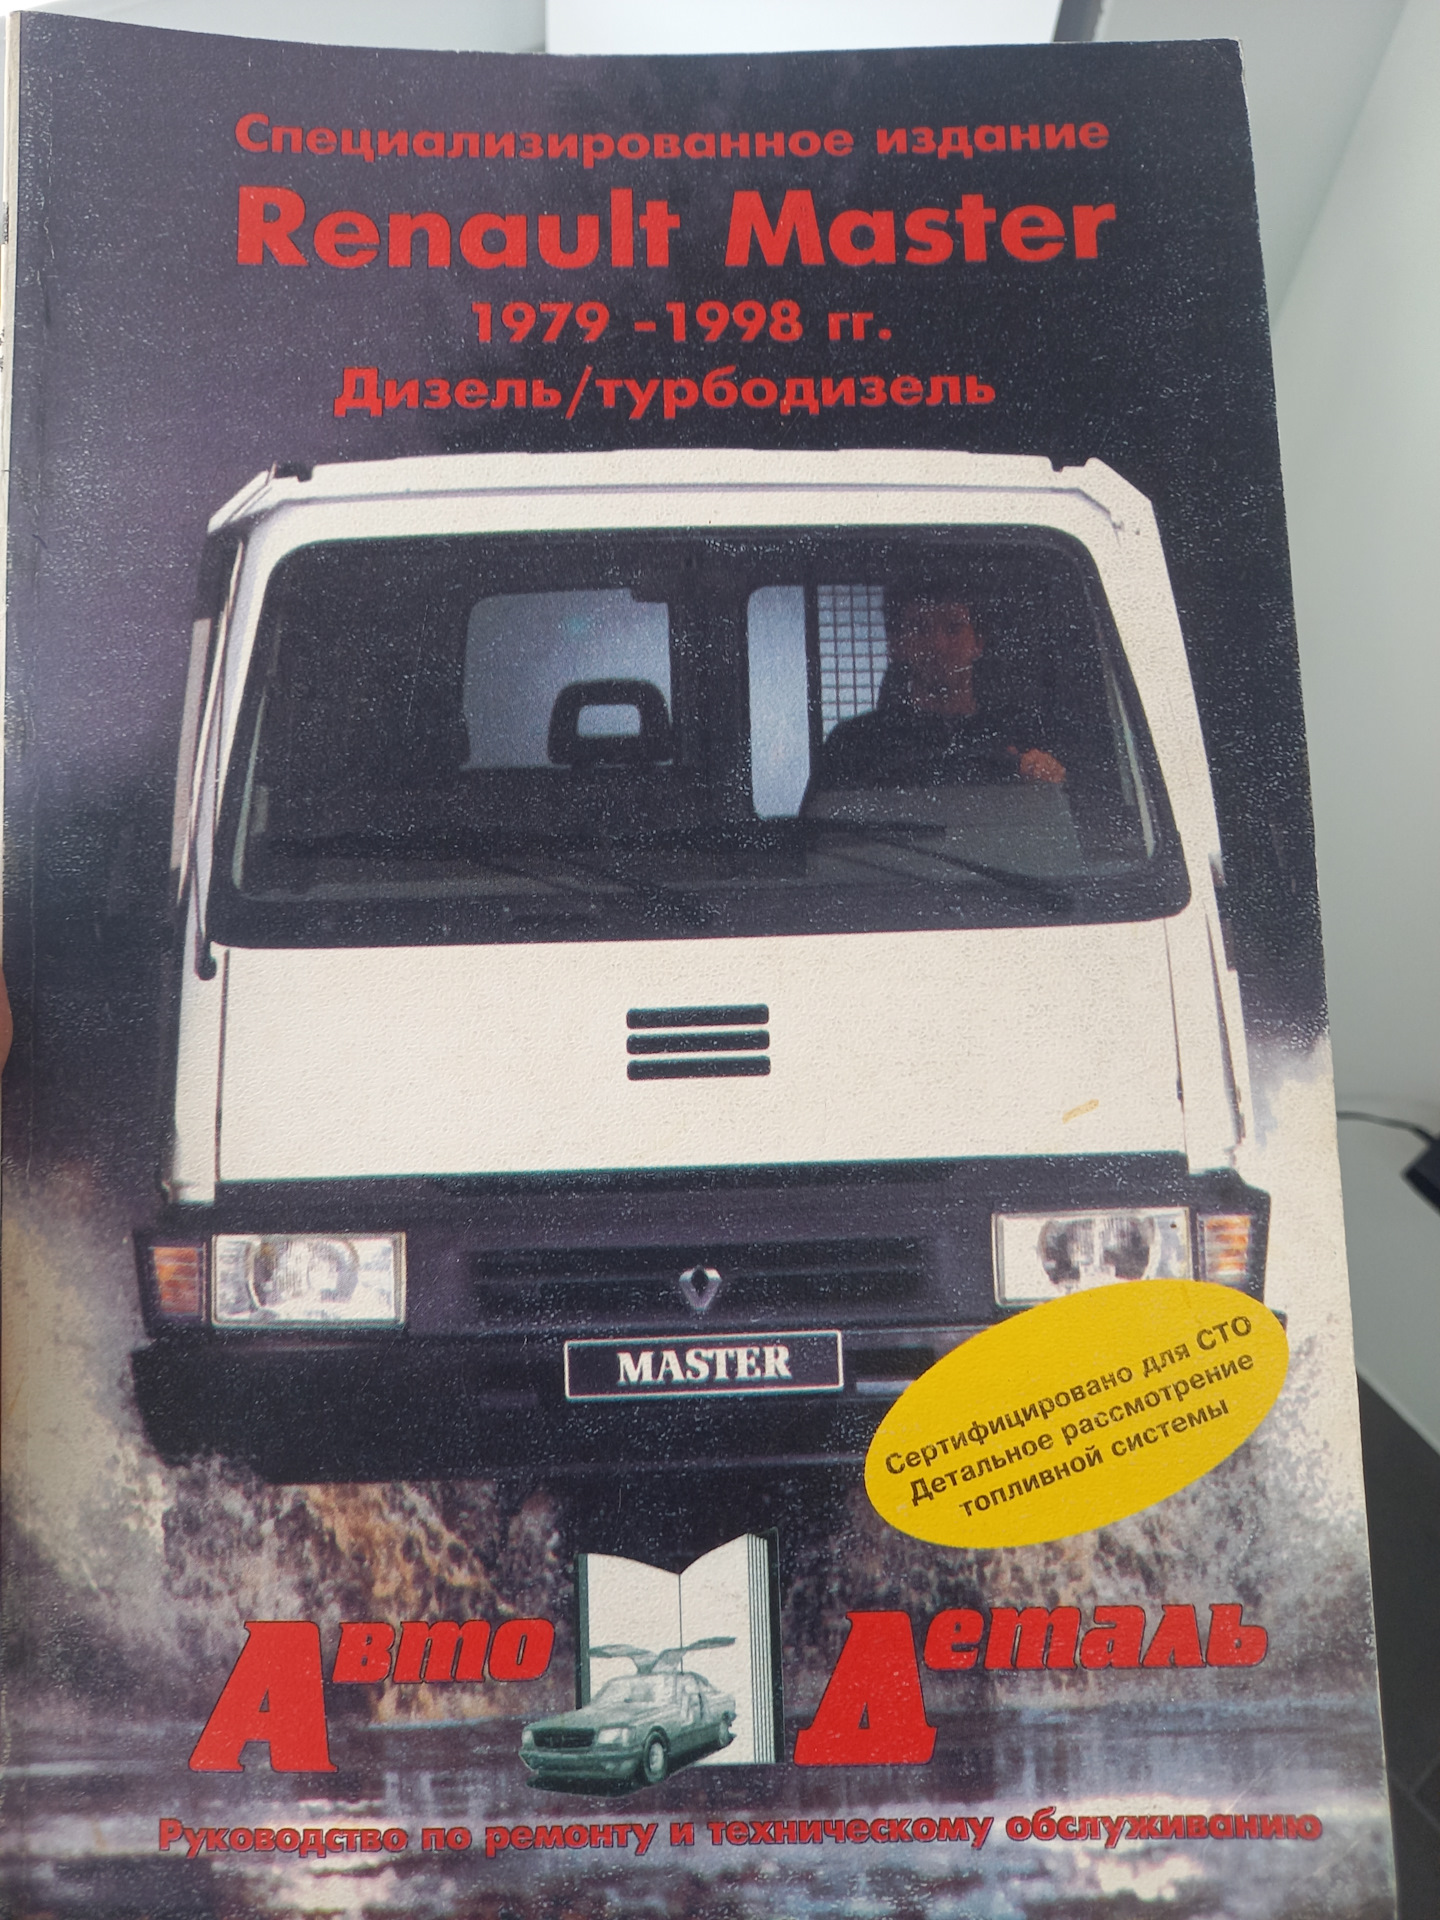 Специализированное издание
Renault Master
1979 -1998 гг.
Дизель/турбодизель
MASTER
Сертифицировано для СТО
Детальное рассмотрение
топливной системы
Авто Деталь
Руководство по ремонту и техническому обслуживанию